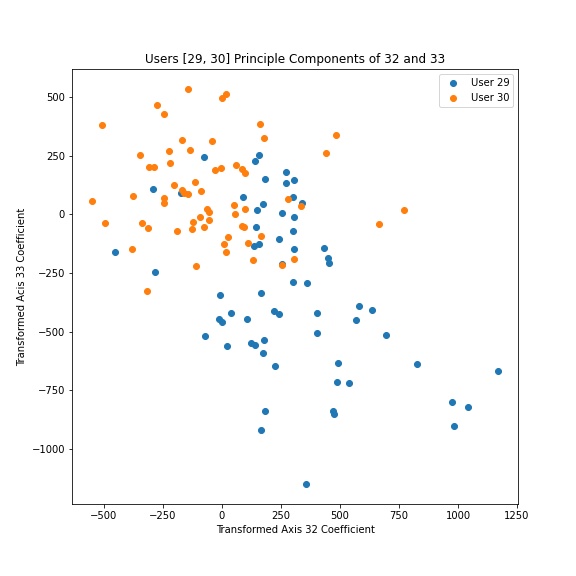 Users [29, 30] Principle Components of 32 and 33
User 29
User 30
500
250
0
−250
−500
−750
−1000
Transformed Acis 33 Coefficient
−500 −250 0 250 500 750 1000 1250
Transformed Axis 32 Coefficient